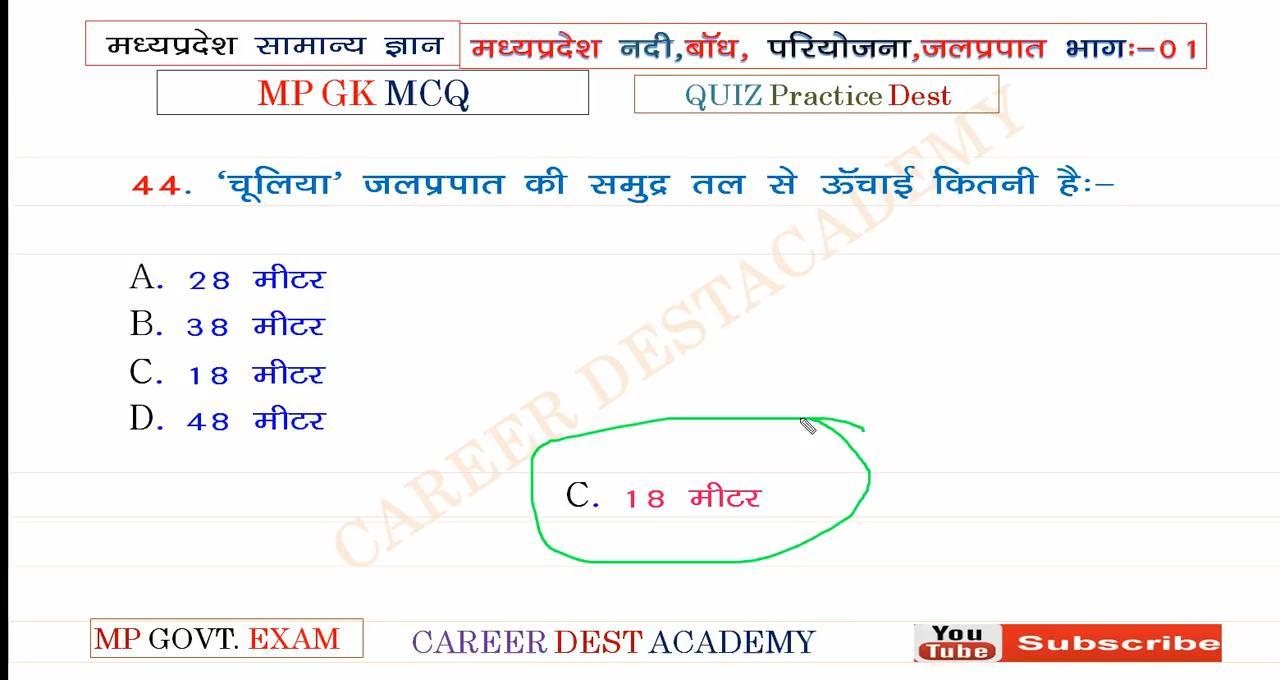 मध्यप्रदेश सामान्य ज्ञान
मध्यप्रदेश नदी,बॉध, परियोजना,जलप्रपात भागः-01
MP GK MCQ
QUIZ Practice Dest
44. ‘चूलिया’ जलप्रपात की समुद्र तल से ऊॅचाई कितनी हैः-
A. 28 मीटर
B. 38 मीटर
C. 18 मीटर
D. 48 मीटर
C. 18 मीटर
CAREER DESTACADEMY
MP GOVT. EXAM
CAREER DEST ACADEMY
You
Tube
Subscribe